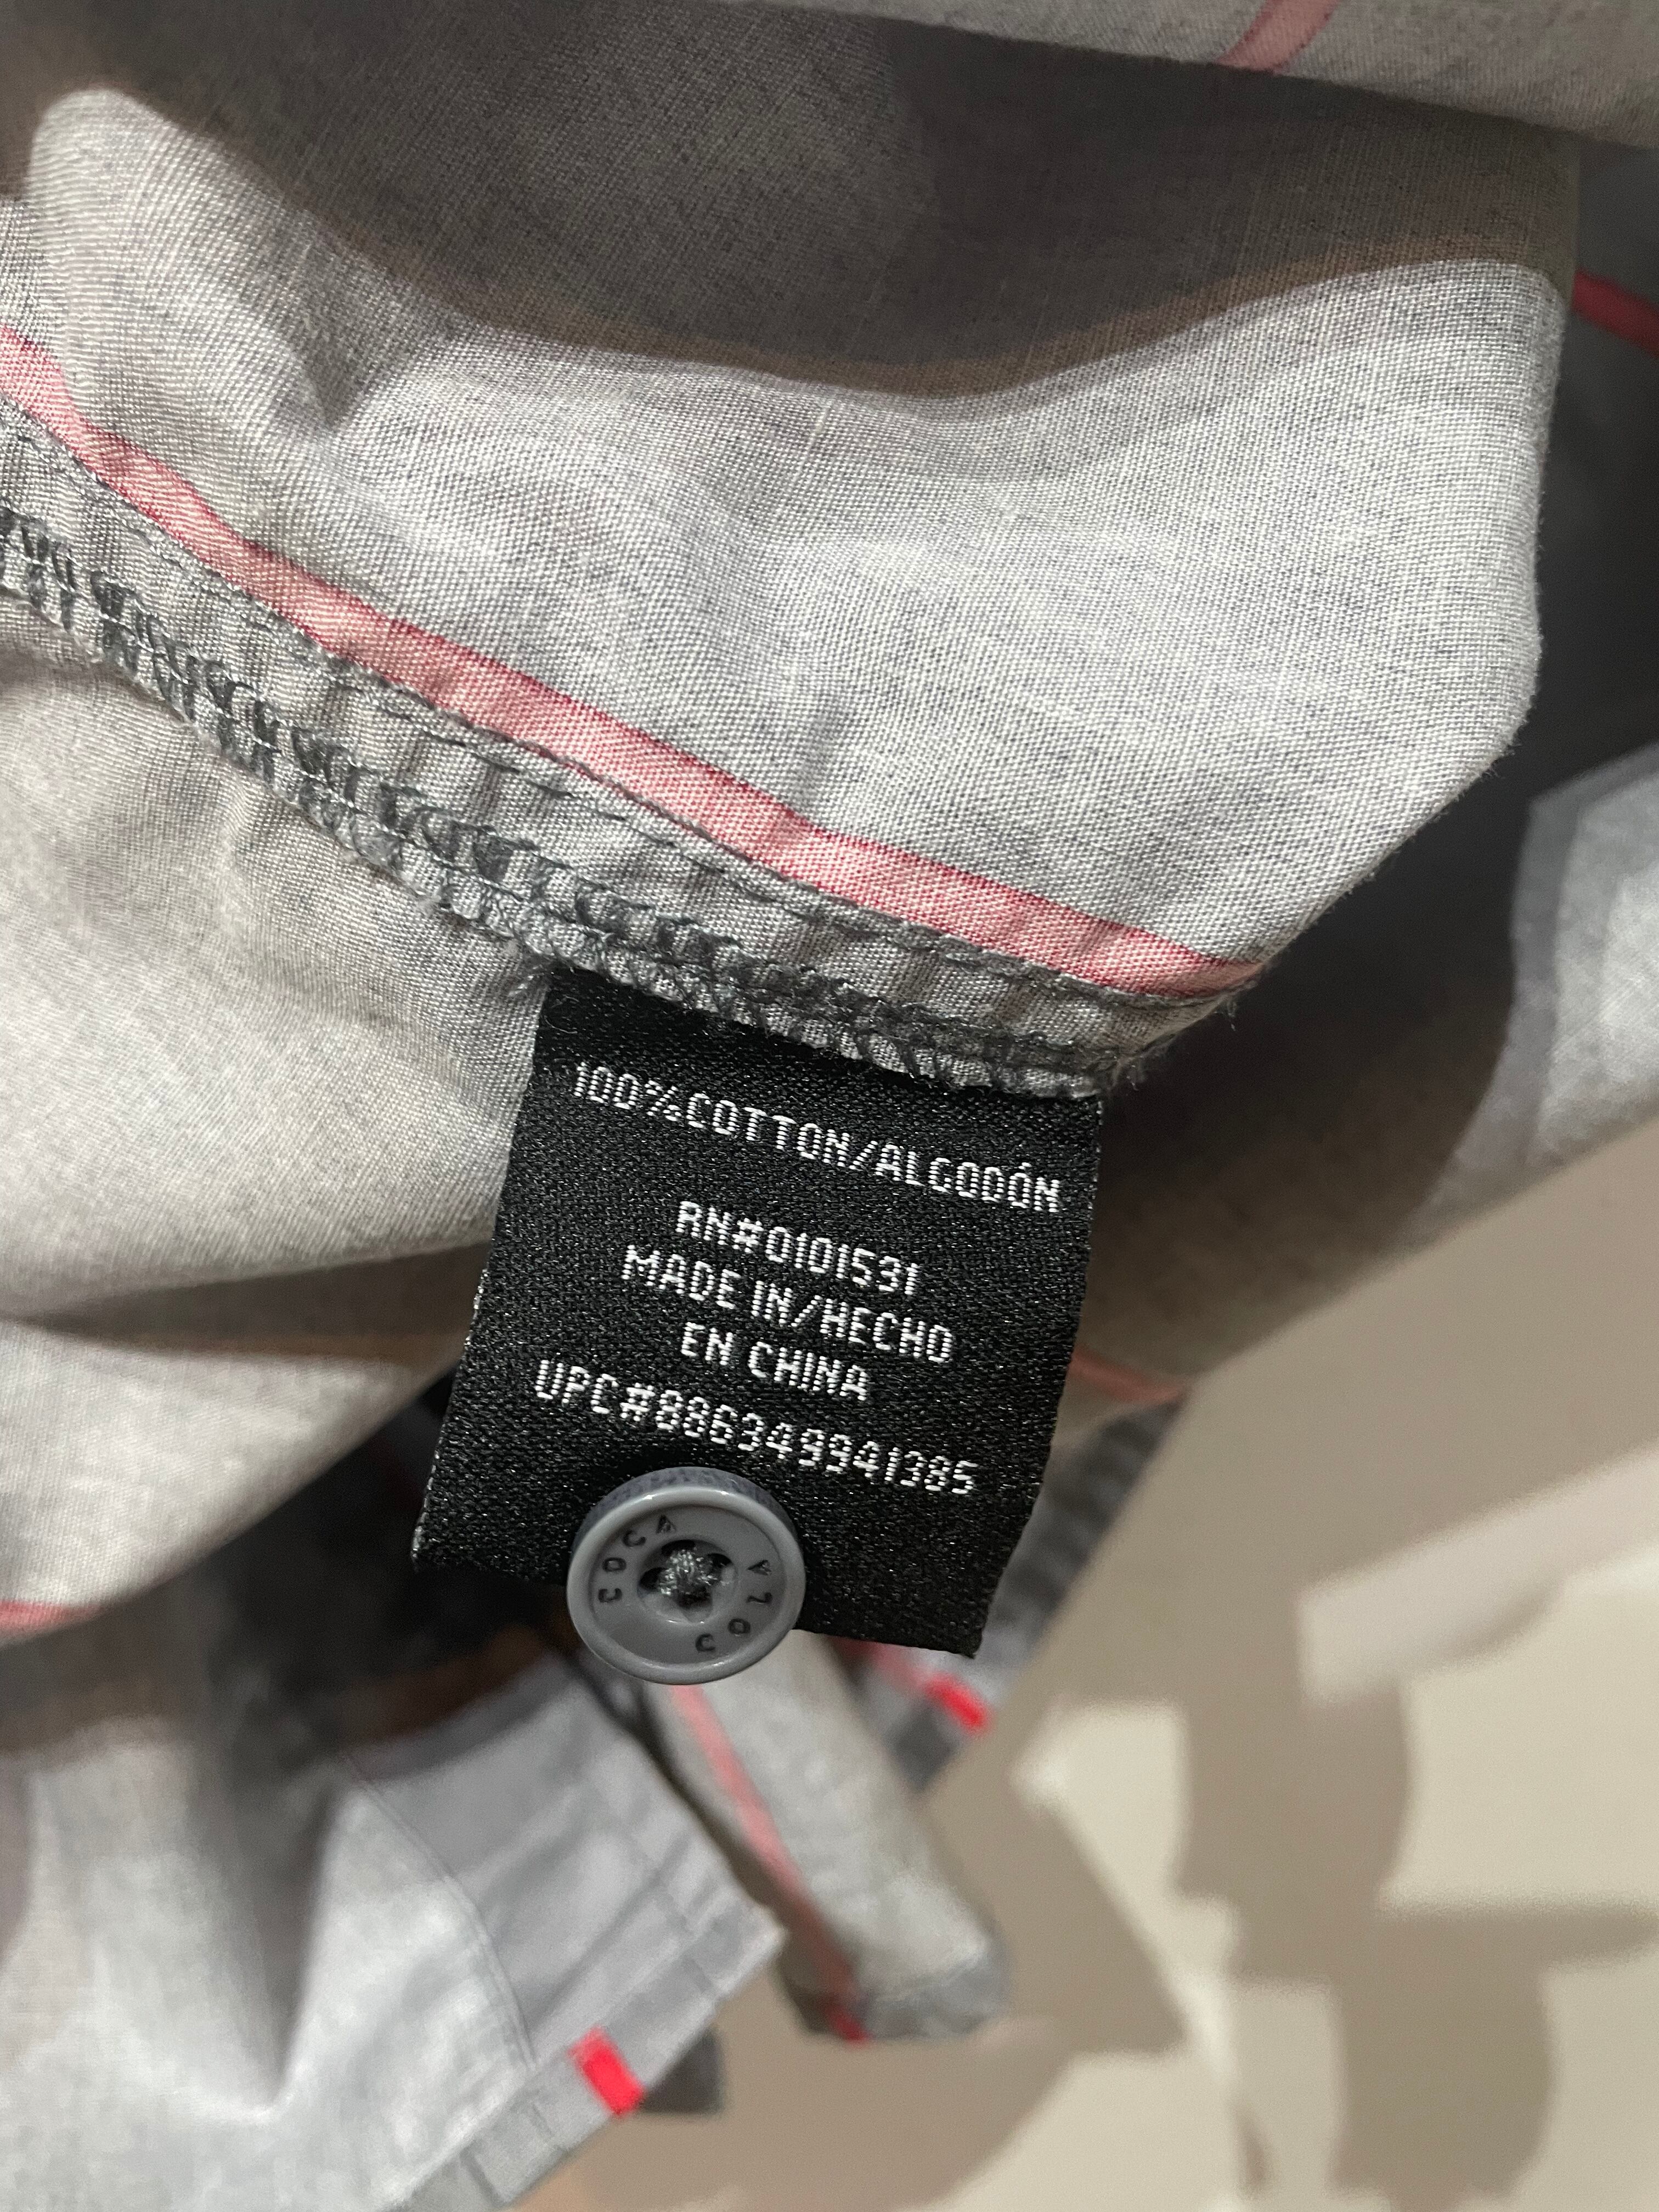 100%COTTON/ALGODÓN
RN#0101531
MADE IN/HECHO
EN CHINA
UPC#886349941385
COCA COLA